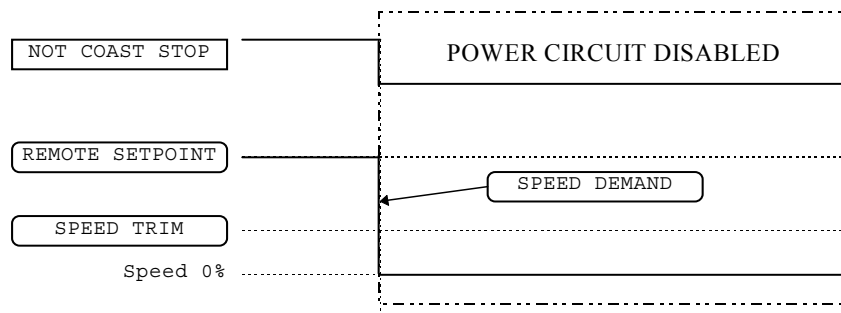 NOT COAST STOP
POWER CIRCUIT DISABLED
REMOTE SETPOINT
SPEED DEMAND
SPEED TRIM
Speed 0%